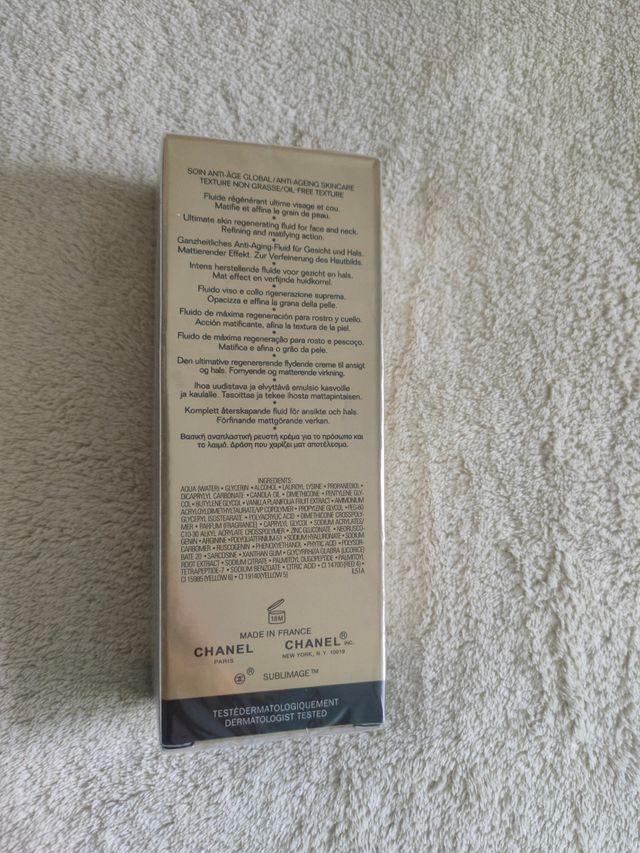 SOIN ANTI-ÂGE GLOBAL/ANTI-AGEING SKINCARE
TEXTURE NON GRASSE/OIL-FREE TEXTURE
Fluide régénérant ultime visage et cou.
Matifie et affine le grain de peau.
Ultimate skin regenerating fluid for face and neck.
Refining and matifying action.
Ganzheitliches Anti-Aging-Fluid für Gesicht und Hals.
Mattierender Effekt. Zur Verfeinerung des Hautbilds.
Intens herstellende fluide voor gezicht en hals.
Mat effect en verfijnde huidkorrel.
Fluido viso e collo rigenerazione suprema.
Opacizza e affina la grana della pelle.
Fluido de máxima regeneración para rostro y cuello.
Acción matificante, afina la textura de la piel.
Fluido de máxima regeneração para rosto e pescoço.
Matifica e afina o grão da pele.
Den ultimative regenererende flydende creme til ansigt
og hals. Fornyende og matterende virkning.
Ihoa uudistava ja elvyttävä emulsio kasvoille
ja kaulalle. Tasoittaa ja tekee ihosta mattapintaisen.
Komplett återskapande fluid för ansikte och hals.
Förfinande mattgörande verkan.
Βασική αναπλαστική ρευστή κρέμα για το πρόσωπο και
το λαιμό. Δράση που χαρίζει ματ αποτέλεσμα.
INGREDIENTS:
AQUA (WATER) • GLYCERIN • ALCOHOL • LAUROYL LYSINE • PROPANEDIOL •
DICAPRYLYL CARBONATE • CANOLA OIL • DIMETHICONE • PENTYLENE GLY-
COL • BUTYLENE GLYCOL • VANILLA PLANIFOLIA FRUIT EXTRACT • AMMONIUM
ACRYLOYLDIMETHYLTAURATE/VP COPOLYMER • PROPYLENE GLYCOL • PEG-60
GLYCERYL ISOSTEARATE • POLYACRYLIC ACID • DIMETHICONE CROSSPOLY-
MER • PARFUM (FRAGRANCE) • CAPRYLYL GLYCOL • SODIUM ACRYLATES/
C10-30 ALKYL ACRYLATE CROSSPOLYMER • ZINC GLUCONATE • NEORUSCO-
GENIN • ARGININE • POLYQUATERNIUM-51 • SODIUM HYALURONATE • SODIUM
CARBOMER • RUSCOGENIN • PHENOXYETHANOL • PHYTIC ACID • POLYSOR-
BATE 20 • SARCOSINE • XANTHAN GUM • GLYCYRRHIZA GLABRA (LICORICE)
ROOT EXTRACT • SODIUM CITRATE • PALMITOYL OLIGOPEPTIDE • PALMITOYL
TETRAPEPTIDE-7 • SODIUM BENZOATE • CITRIC ACID • CI 14700 (RED 4) •
CI 15985 (YELLOW 6) • CI 19140 (YELLOW 5) IL51A
18M
MADE IN FRANCE
CHANEL CHANEL® INC.
PARIS NEW YORK, N.Y. 10019
® SUBLIMAGE™
TESTÉ DERMATOLOGIQUEMENT
DERMATOLOGIST TESTED